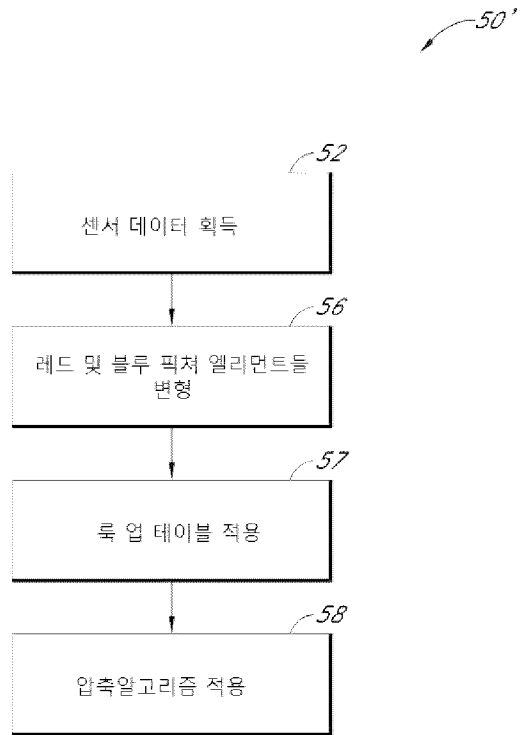 50'
52
센서 데이터 획득
56
레드 및 블루 픽쳐 엘리먼트들
변형
57
룩 업 테이블 적용
58
압축알고리즘 적용